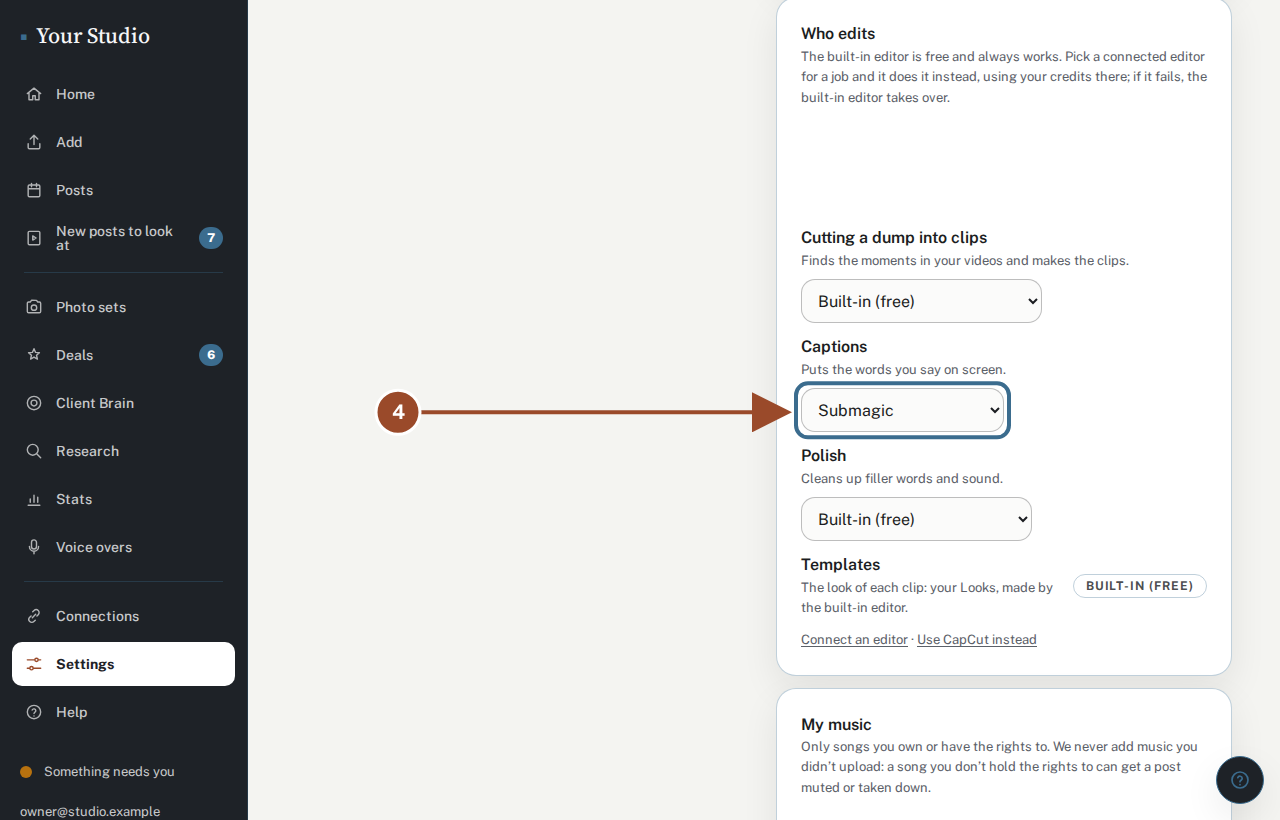 Your Studio
Home
Add
Posts
New posts to look
at
7
Photo sets
Deals
6
Client Brain
Research
Stats
Voice overs
Connections
Settings
Help
Something needs you
owner@studio.example
Who edits
The built-in editor is free and always works. Pick a connected editor
for a job and it does it instead, using your credits there; if it fails, the
built-in editor takes over.
Cutting a dump into clips
Finds the moments in your videos and makes the clips.
Built-in (free)
Captions
Puts the words you say on screen.
4
Submagic
Polish
Cleans up filler words and sound.
Built-in (free)
Templates
The look of each clip: your Looks, made by
the built-in editor.
BUILT-IN (FREE)
Connect an editor · Use CapCut instead
My music
Only songs you own or have the rights to. We never add music you
didn’t upload: a song you don’t hold the rights to can get a post
muted or taken down.